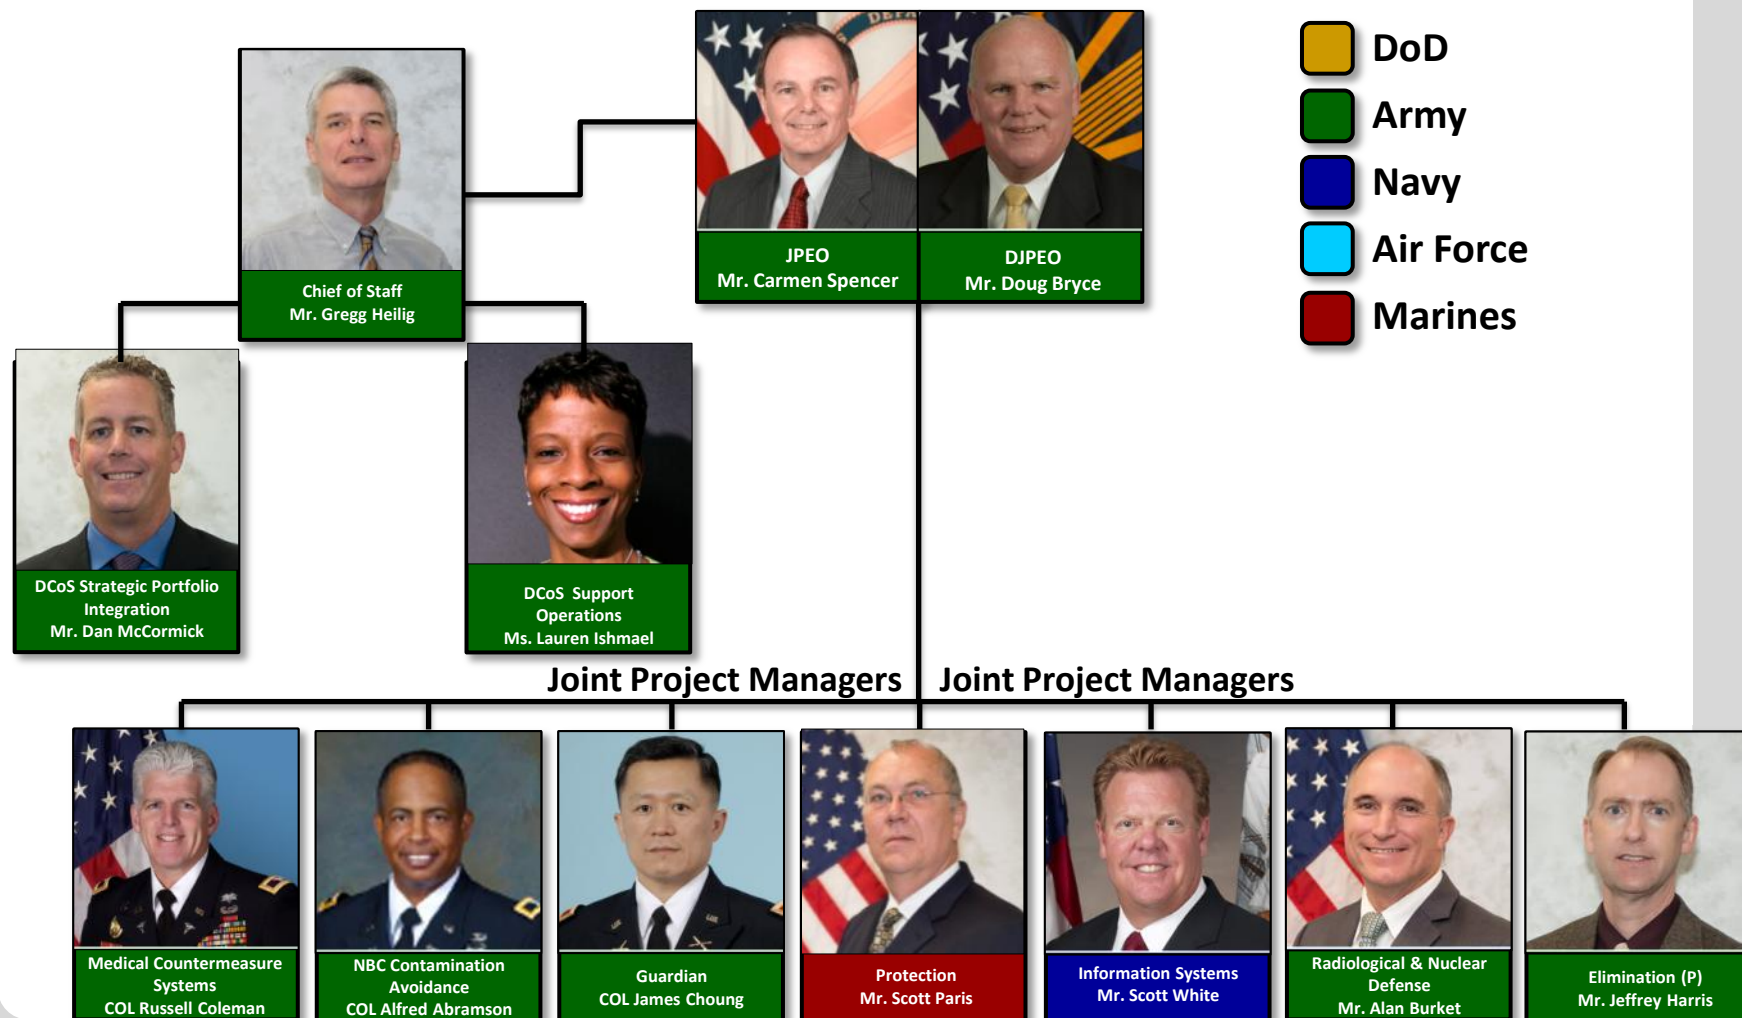 DEPA
JPEO
Mr. Carmen Spencer
DJPEO
Mr. Doug Bryce
DoD
Army
Navy
Air Force
Marines
Chief of Staff
Mr. Gregg Heilig
DCoS Strategic Portfolio
Integration
Mr. Dan McCormick
DCoS Support
Operations
Ms. Lauren Ishmael
Joint Project Managers
Joint Project Managers
Medical Countermeasure
Systems
COL Russell Coleman
NBC Contamination
Avoidance
COL Alfred Abramson
Guardian
COL James Choung
Protection
Mr. Scott Paris
Information Systems
Mr. Scott White
Radiological & Nuclear
Defense
Mr. Alan Burket
Elimination (P)
Mr. Jeffrey Harris